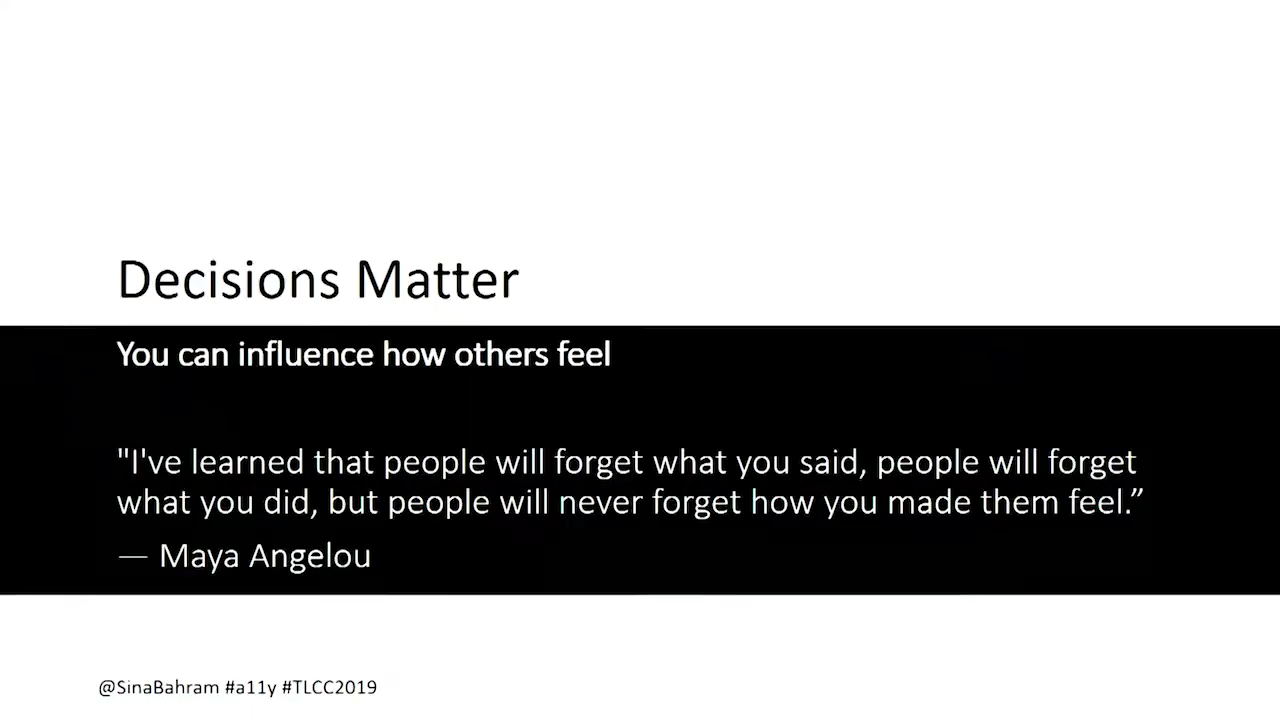 Decisions Matter
You can influence how others feel
"I've learned that people will forget what you said, people will forget
what you did, but people will never forget how you made them feel.”
— Maya Angelou
@SinaBahram #a11y #TLCC2019